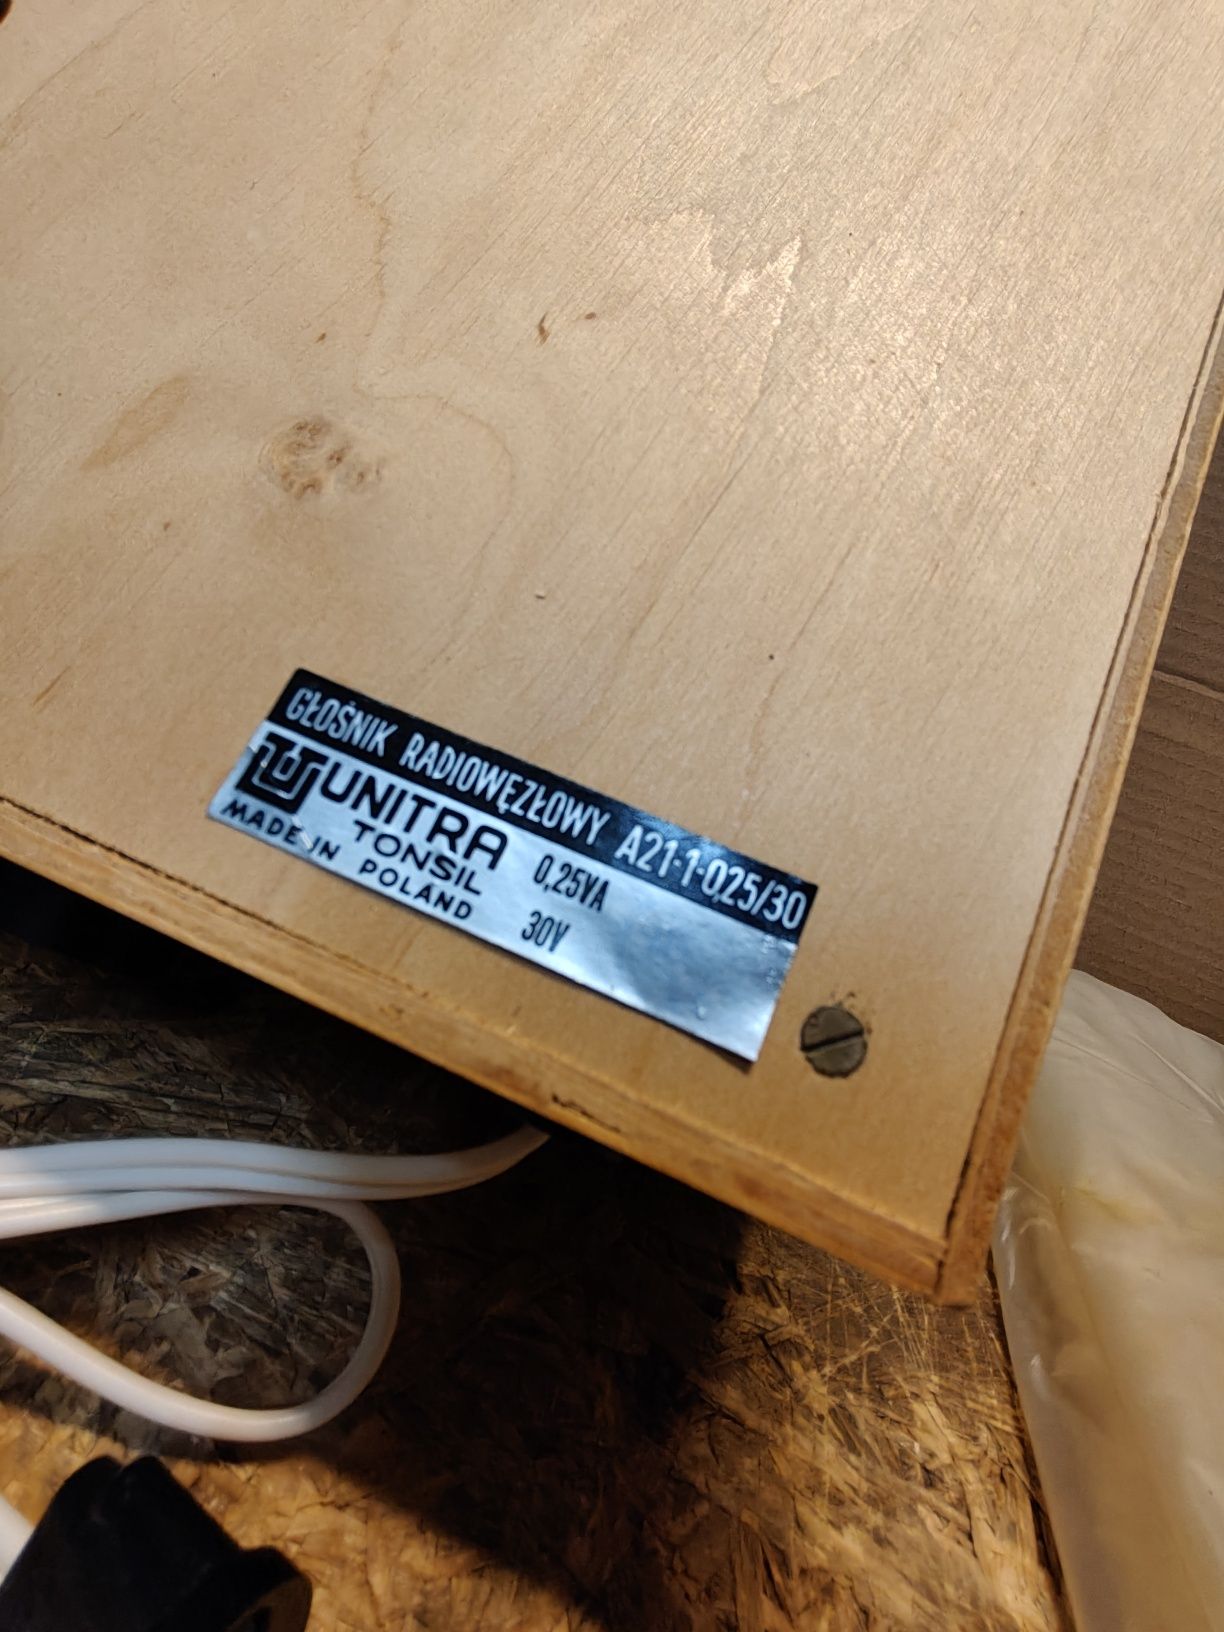 GŁOŚNIK RADIOWĘZŁOWY A21-1-0,25/30
UNITRA
TONSIL
MADE IN POLAND
0,25VA
30V